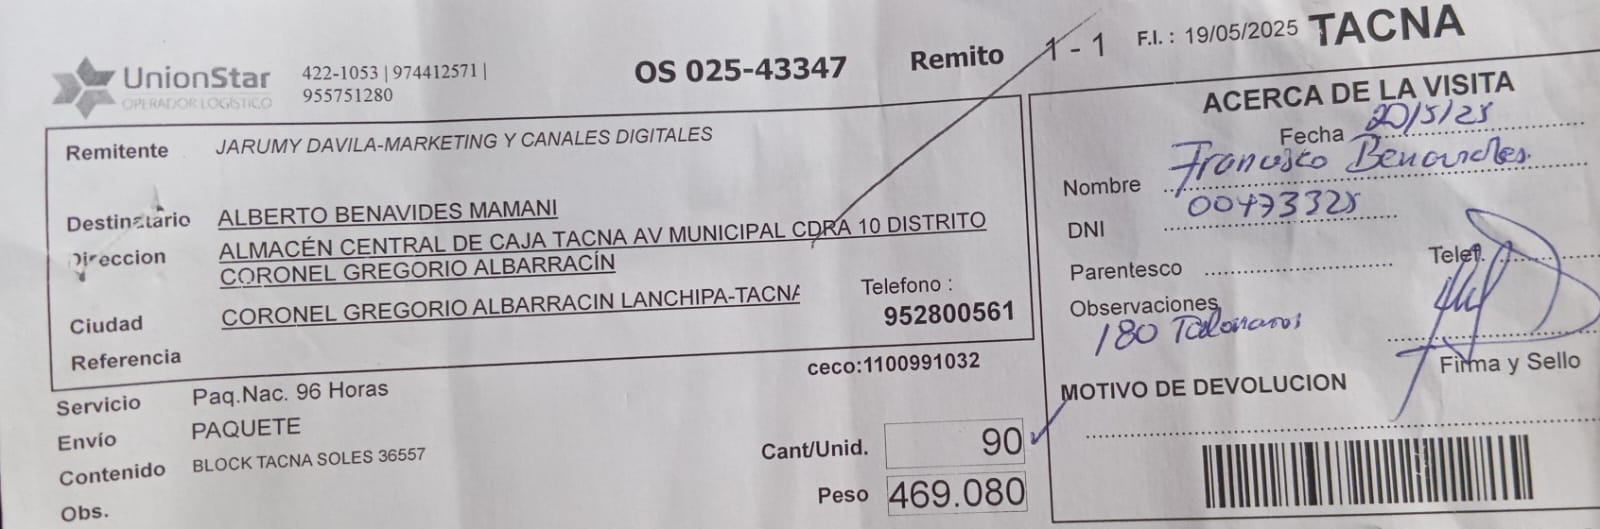 UnionStar
OPERADOR LOGÍSTICO
422-1053 | 974412571 |
955751280
OS 025-43347
Remito 1 - 1
F.I. : 19/05/2025 TACNA
Remitente JARUMY DAVILA-MARKETING Y CANALES DIGITALES
Destinatario ALBERTO BENAVIDES MAMANI
Direccion ALMACÉN CENTRAL DE CAJA TACNA AV MUNICIPAL CDRA 10 DISTRITO
CORONEL GREGORIO ALBARRACÍN
Ciudad CORONEL GREGORIO ALBARRACIN LANCHIPA-TACNA
Telefono :
952800561
Referencia
ceco:1100991032
Servicio Paq.Nac. 96 Horas
Envío PAQUETE
Contenido BLOCK TACNA SOLES 36557
Obs.
Cant/Unid. 90
Peso 469.080
ACERCA DE LA VISITA
Fecha 20/5/25
Nombre Francisco
DNI 00473325
Parentesco
Telef.
Observaciones
180
Firma y Sello
MOTIVO DE DEVOLUCION